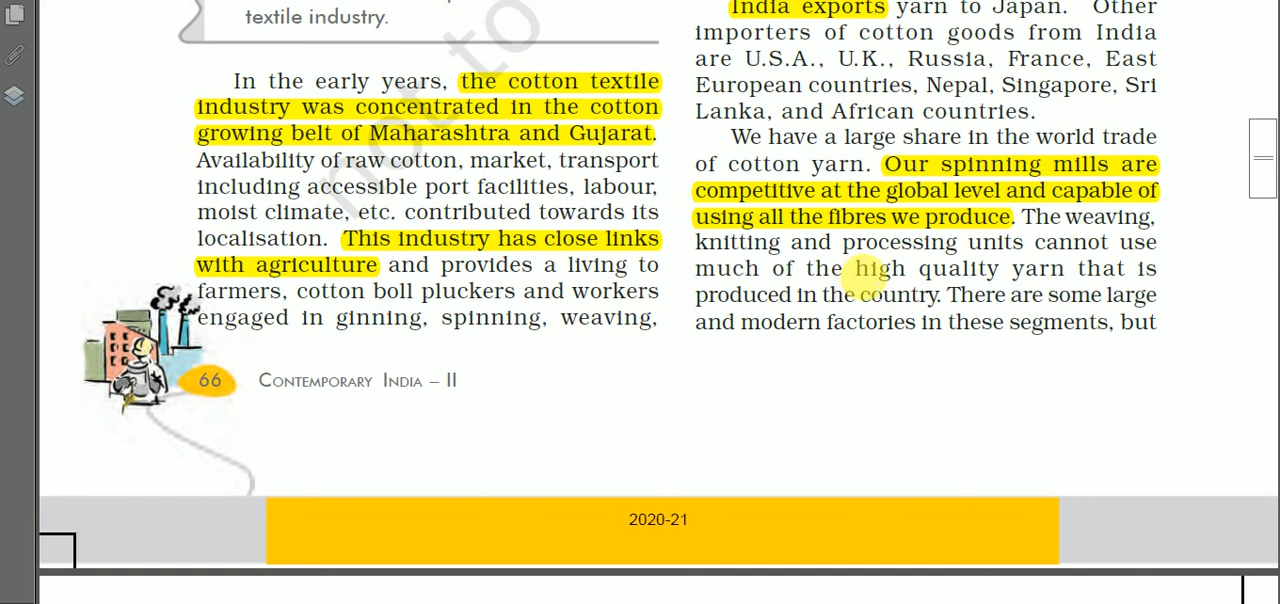 textile industry.
In the early years, the cotton textile
industry was concentrated in the cotton
growing belt of Maharashtra and Gujarat.
Availability of raw cotton, market, transport
including accessible port facilities, labour,
moist climate, etc. contributed towards its
localisation. This industry has close links
with agriculture and provides a living to
farmers, cotton boll pluckers and workers
engaged in ginning, spinning, weaving,
India exports yarn to Japan. Other
importers of cotton goods from India
are U.S.A., U.K., Russia, France, East
European countries, Nepal, Singapore, Sri
Lanka, and African countries.
We have a large share in the world trade
of cotton yarn. Our spinning mills are
competitive at the global level and capable of
using all the fibres we produce. The weaving,
knitting and processing units cannot use
much of the high quality yarn that is
produced in the country. There are some large
and modern factories in these segments, but
not to
66 CONTEMPORARY INDIA – II
2020-21